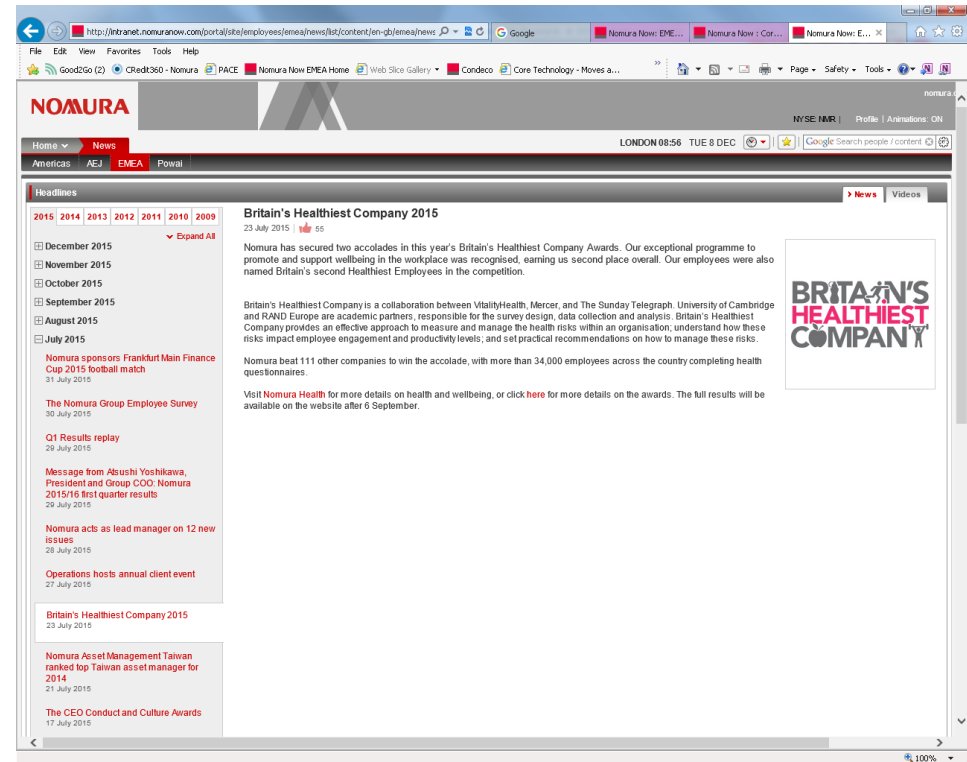 http://intranet.nomuranow.com/portal/site/employees/emea/news/list/content/en-gb/emea/news
Google
Nomura Now: EME...
Nomura Now : Cor...
Nomura Now: E...
File Edit View Favorites Tools Help
Good2Go (2) CRedit360 - Nomura PACE Nomura Now EMEA Home Web Slice Gallery Condeco Core Technology - Moves a... Page Safety Tools
NOMURA
nomura.c
NYSE: NMR | Profile | Animations: ON
Home News
LONDON 08:56 TUE 8 DEC
Google Search people / content
Americas AEJ EMEA Powai
Headlines
News Videos
2015 2014 2013 2012 2011 2010 2009
Expand All
December 2015
November 2015
October 2015
September 2015
August 2015
July 2015
Nomura sponsors Frankfurt Main Finance
Cup 2015 football match
31 July 2015
The Nomura Group Employee Survey
30 July 2015
Q1 Results replay
29 July 2015
Message from Atsushi Yoshikawa,
President and Group COO: Nomura
2015/16 first quarter results
29 July 2015
Nomura acts as lead manager on 12 new
issues
28 July 2015
Operations hosts annual client event
27 July 2015
Britain's Healthiest Company 2015
23 July 2015
Nomura Asset Management Taiwan
ranked top Taiwan asset manager for
2014
21 July 2015
The CEO Conduct and Culture Awards
17 July 2015
Britain's Healthiest Company 2015
23 July 2015 | 55
Nomura has secured two accolades in this year's Britain's Healthiest Company Awards. Our exceptional programme to
promote and support wellbeing in the workplace was recognised, earning us second place overall. Our employees were also
named Britain's second Healthiest Employees in the competition.
Britain's Healthiest Company is a collaboration between VitalityHealth, Mercer, and The Sunday Telegraph. University of Cambridge
and RAND Europe are academic partners, responsible for the survey design, data collection and analysis. Britain's Healthiest
Company provides an effective approach to measure and manage the health risks within an organisation; understand how these
risks impact employee engagement and productivity levels; and set practical recommendations on how to manage these risks.
Nomura beat 111 other companies to win the accolade, with more than 34,000 employees across the country completing health
questionnaires.
Visit Nomura Health for more details on health and wellbeing, or click here for more details on the awards. The full results will be
available on the website after 6 September.
BRITAIN'S
HEALTHIEST
COMPANY
100%